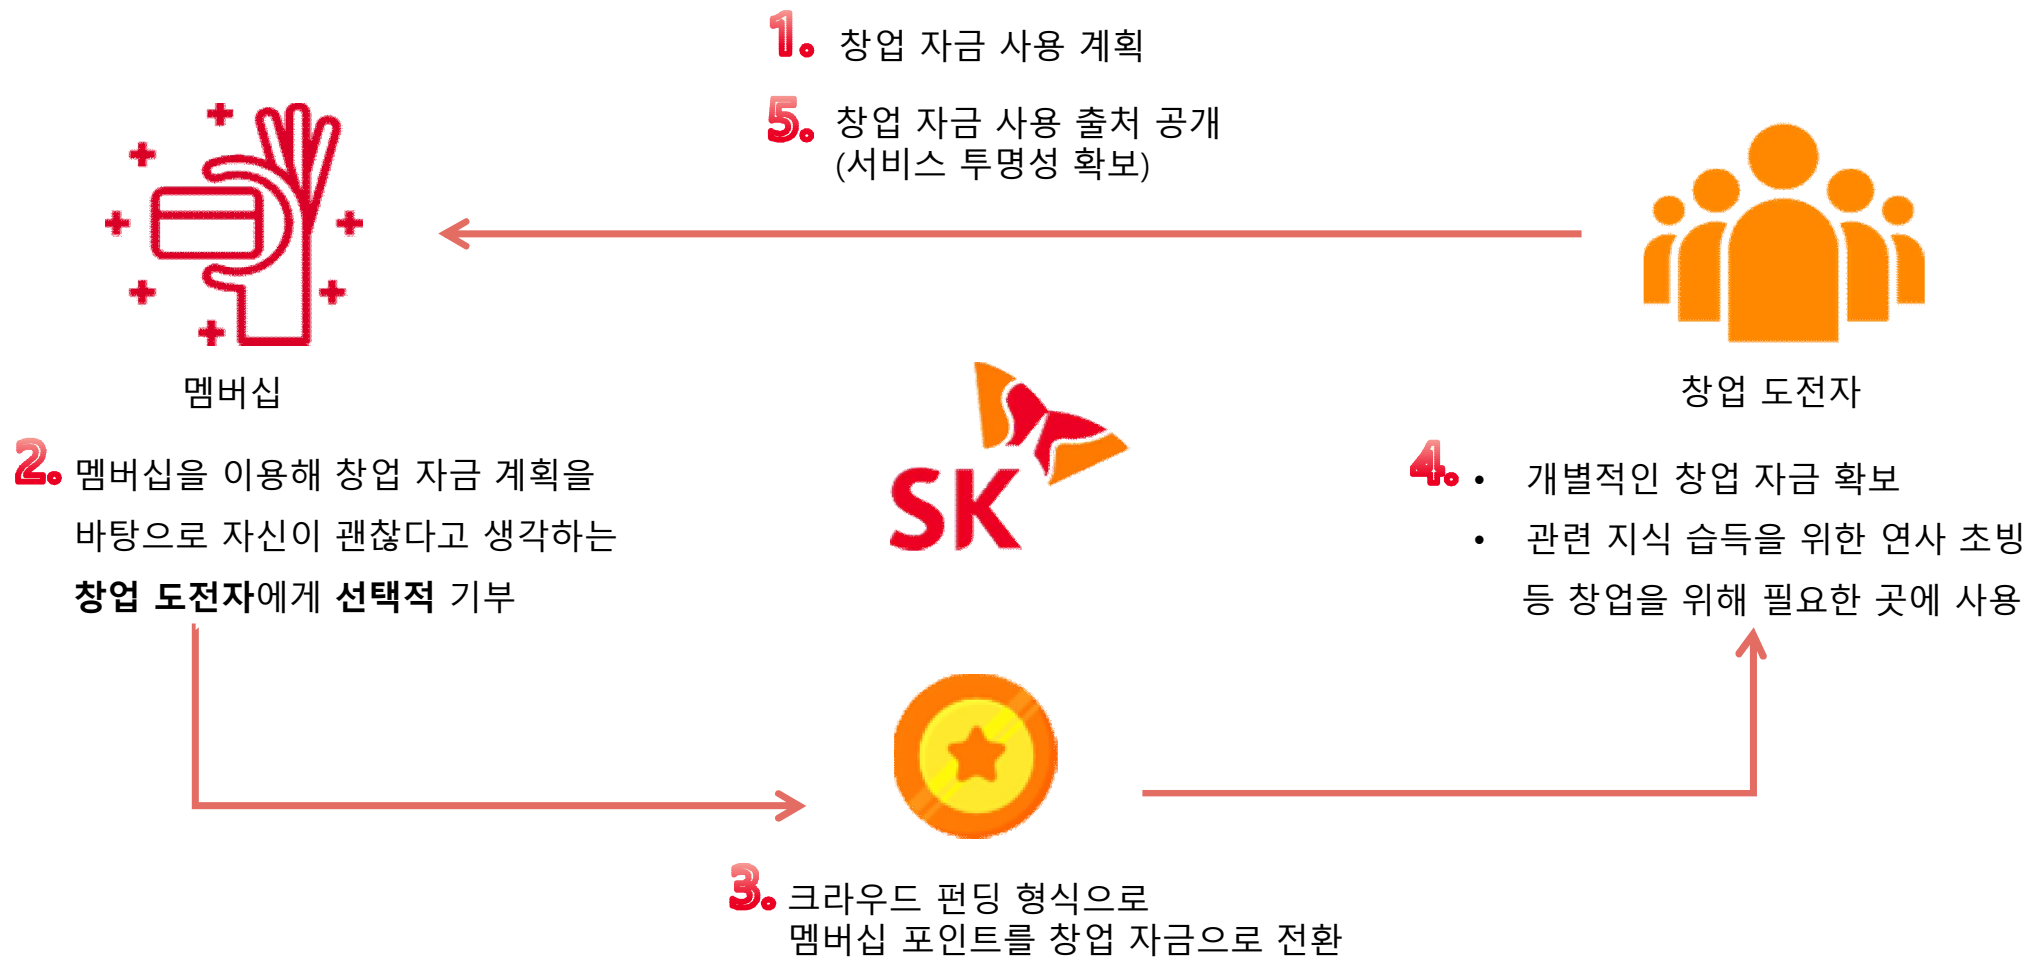 1. 창업 자금 사용 계획
5. 창업 자금 사용 출처 공개
(서비스 투명성 확보)
멤버십
창업 도전자
SK
2. 멤버십을 이용해 창업 자금 계획을
바탕으로 자신이 괜찮다고 생각하는
창업 도전자에게 선택적 기부
4. • 개별적인 창업 자금 확보
• 관련 지식 습득을 위한 연사 초빙
등 창업을 위해 필요한 곳에 사용
3. 크라우드 펀딩 형식으로
멤버십 포인트를 창업 자금으로 전환